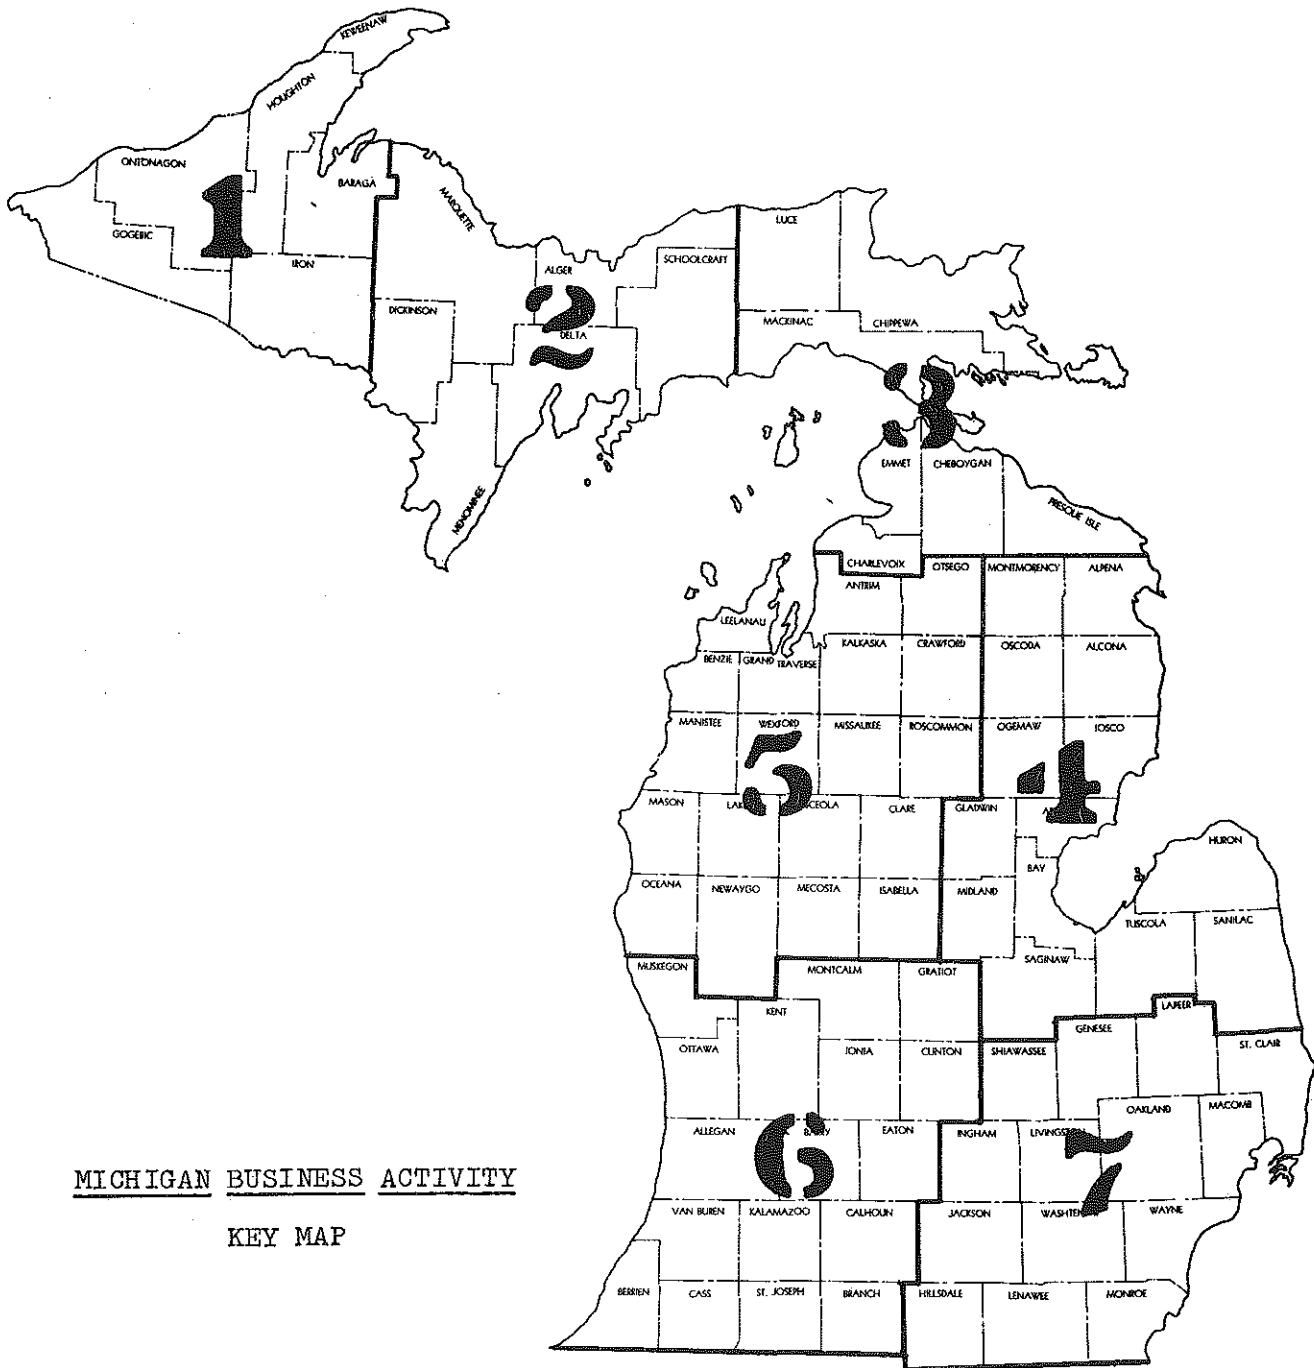 KEWEENAW
HOUGHTON
ONTONAGON
BARAGA
MARQUETTE
LUCE
1
GOGEBIC
IRON
ALGER
SCHOOLCRAFT
2
DICKINSON
DELTA
MACKINAC
CHIPPEWA
3
EMMET
CHEBOYGAN
MENOMINEE
PRESQUE ISLE
CHARLEVOIX
OTSEGO
MONTMORENCY
ALPENA
ANTRIM
LEELANAU
KALKASKA
CRAWFORD
OSCODA
ALCONA
BENZIE
GRAND TRAVERSE
MANISTEE
WEXFORD
MISSAUKEE
ROSCOMMON
OGEMAW
IOSCO
5
4
MASON
CLARE
GLADWIN
HURON
BAY
OCEANA
NEWAYGO
MECOSTA
ISABELLA
MIDLAND
TUSCOLA
SANILAC
MUSKEGON
MONTCALM
GRATIOT
SAGINAW
KENT
LAPEER
GENESEE
OTTAWA
IONIA
CLINTON
SHIAWASSEE
ST. CLAIR
OAKLAND
MACOMB
ALLEGAN
EATON
INGHAM
6
7
VAN BUREN
KALAMAZOO
CALHOUN
JACKSON
WAYNE
BERRIEN
CASS
ST. JOSEPH
BRANCH
HILLSDALE
LENAWEE
MONROE
MICHIGAN BUSINESS ACTIVITY
KEY MAP